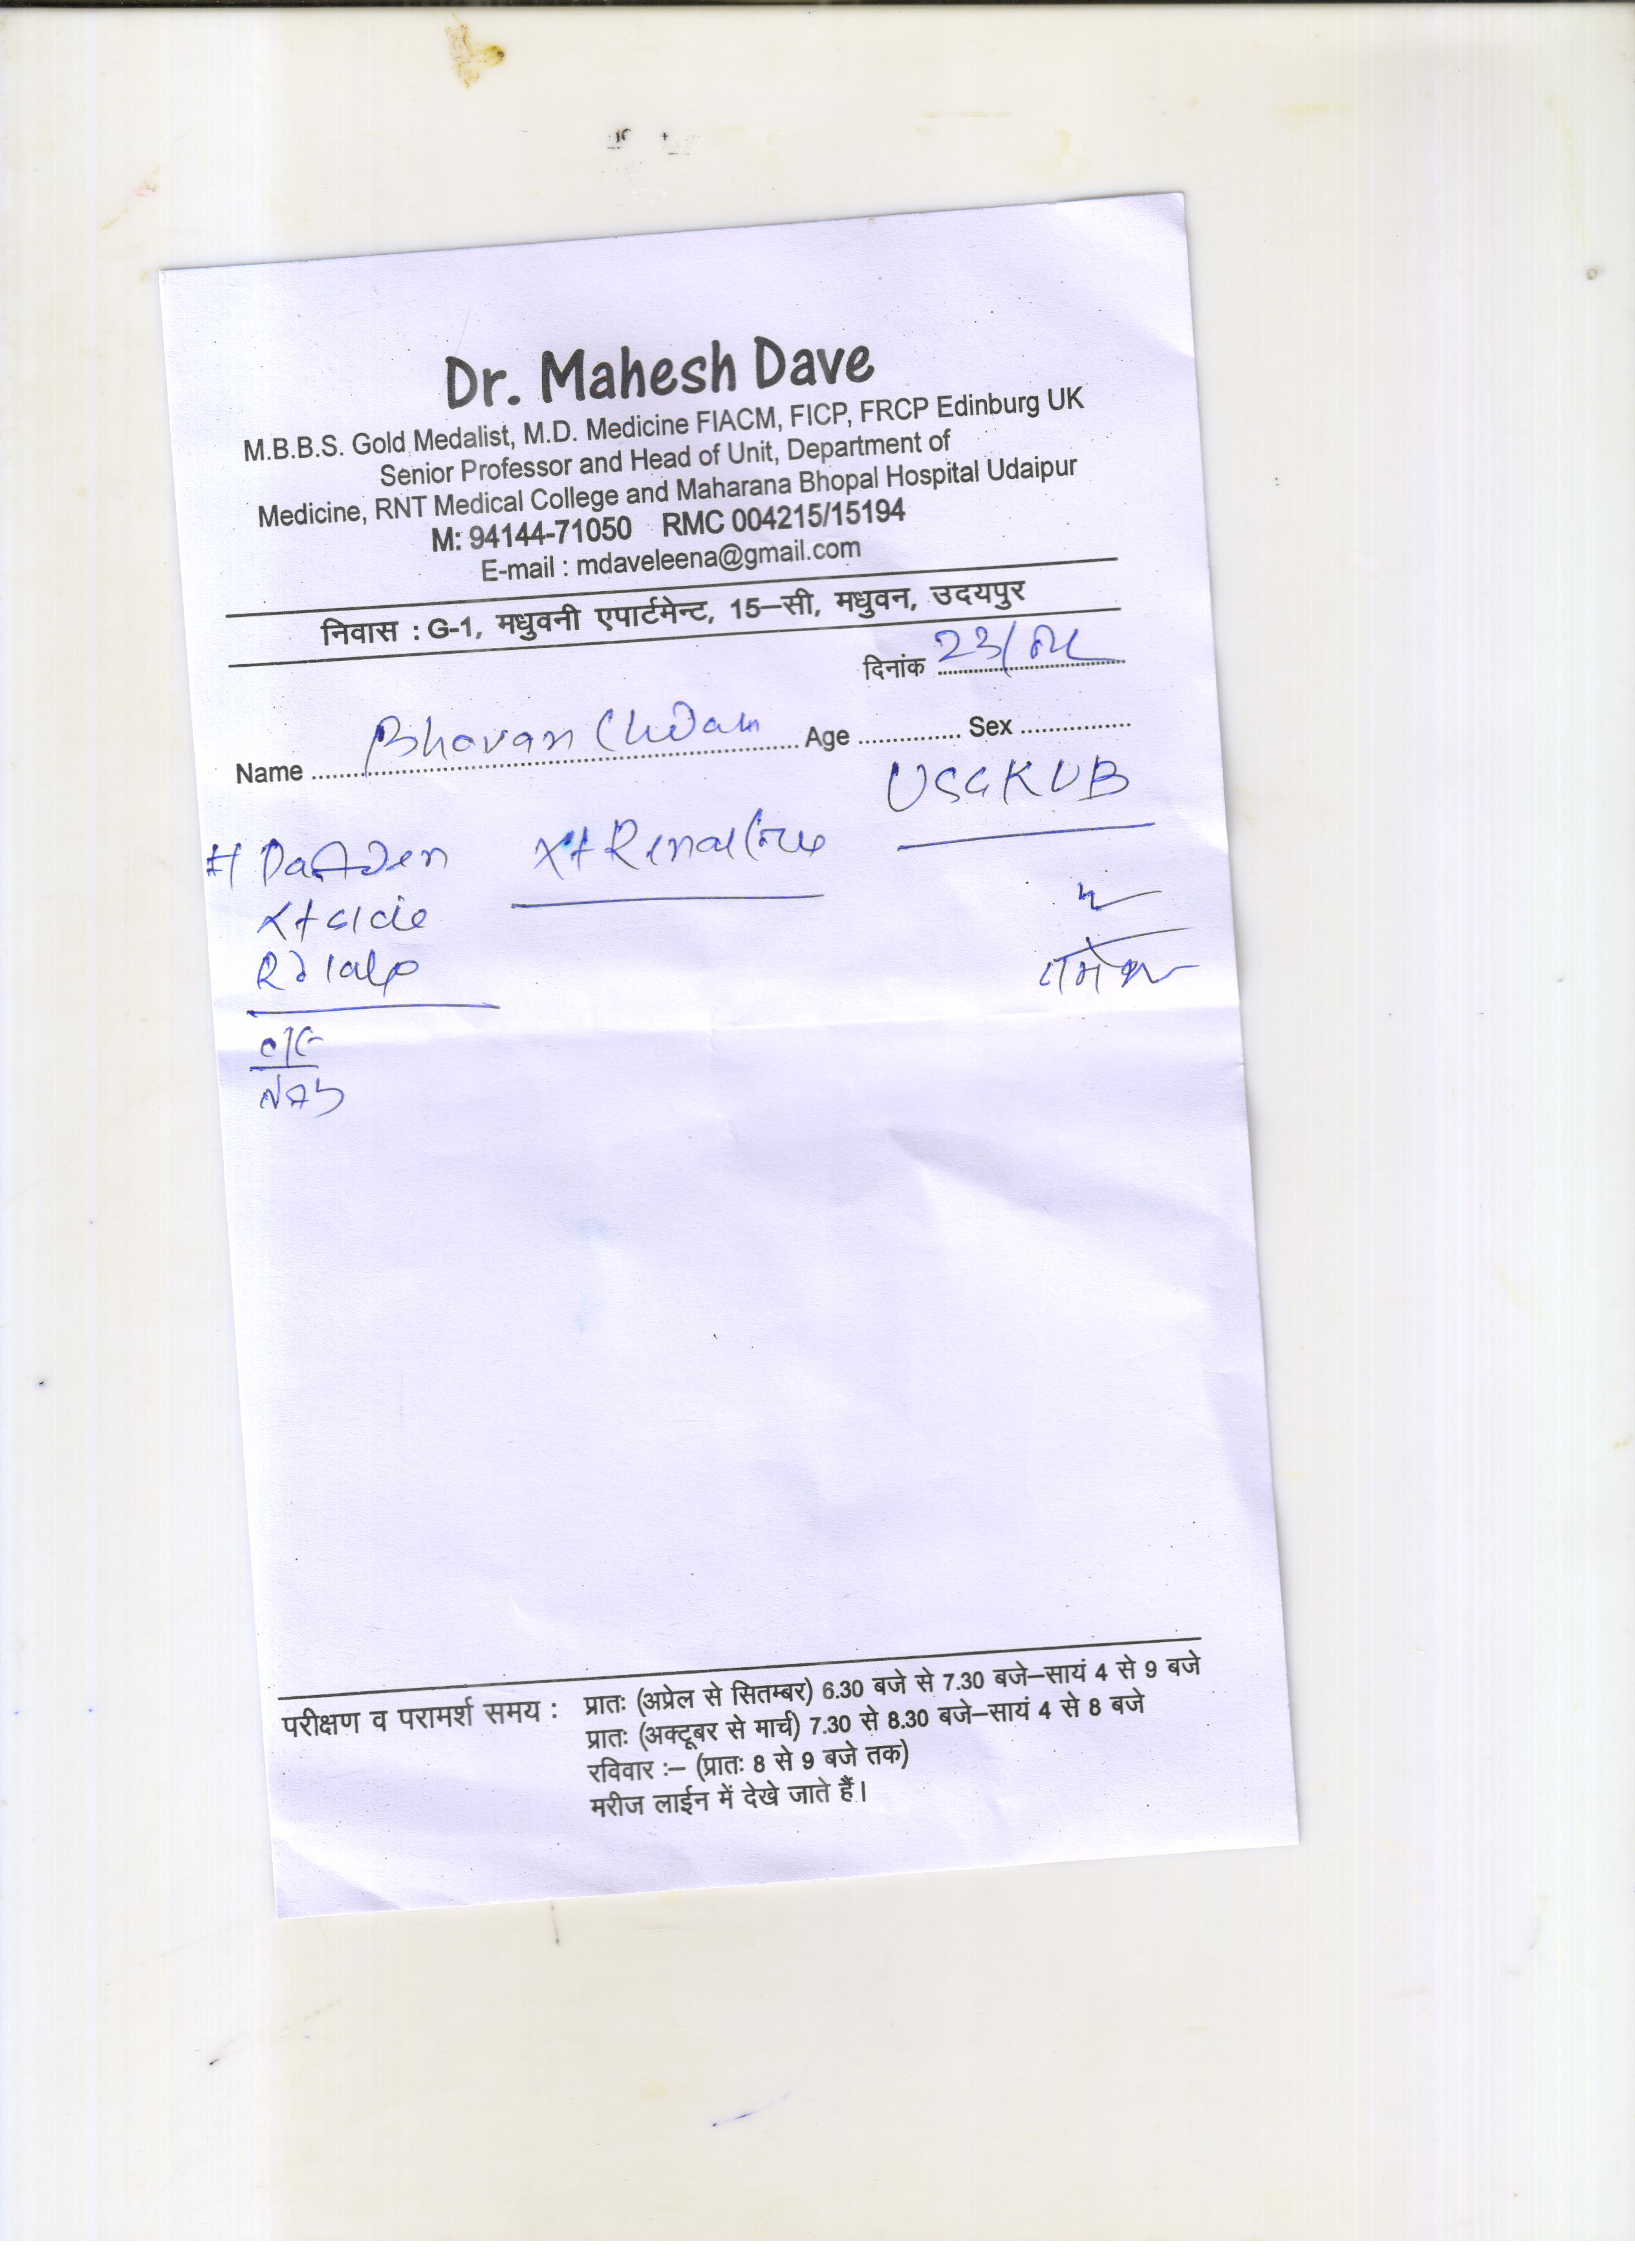 Dr. Mahesh Dave
M.B.B.S. Gold Medalist, M.D. Medicine FIACM, FICP, FRCP Edinburg UK
Senior Professor and Head of Unit, Department of
Medicine, RNT Medical College and Maharana Bhopal Hospital Udaipur
M: 94144-71050 RMC 004215/15194
E-mail : mdaveleena@gmail.com
निवास : G-1, मधुवनी एपार्टमेन्ट, 15–सी, मधुवन, उदयपुर
दिनांक 23/
Name Bhavan Age Sex
USG KUB
Renal
O/E
NAD
परीक्षण व परामर्श समय : प्रातः (अप्रेल से सितम्बर) 6.30 बजे से 7.30 बजे–सायं 4 से 9 बजे
प्रातः (अक्टूबर से मार्च) 7.30 से 8.30 बजे–सायं 4 से 8 बजे
रविवार :– (प्रातः 8 से 9 बजे तक)
मरीज लाईन में देखे जाते हैं।